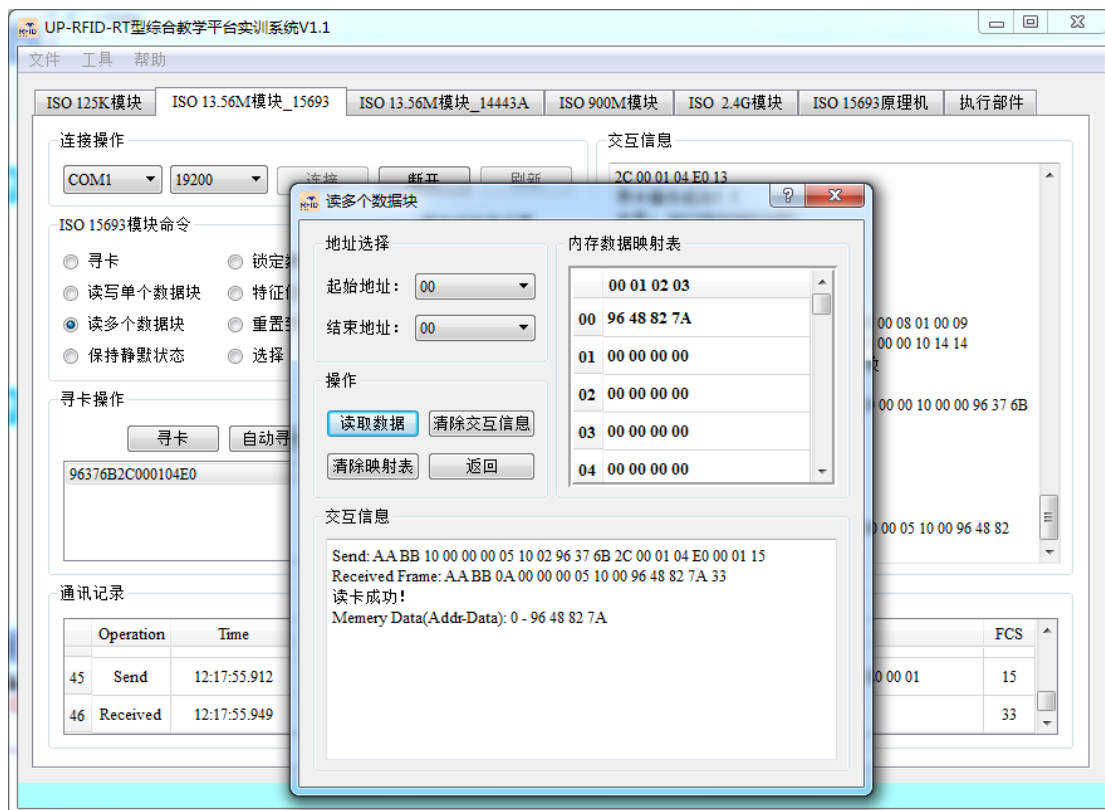 UP-RFID-RT型综合教学平台实训系统V1.1
文件 工具 帮助
ISO 125K模块 ISO 13.56M模块_15693 ISO 13.56M模块_14443A ISO 900M模块 ISO 2.4G模块 ISO 15693原理机 执行部件
连接操作
COM1 19200 连接 断开 刷新
ISO 15693模块命令
寻卡 锁定
读写单个数据块 特征
读多个数据块 重置
保持静默状态 选择
寻卡操作
寻卡 自动寻
96376B2C000104E0
交互信息
2C 00 01 04 E0 13
00 08 01 00 09
00 00 10 14 14
00 00 10 00 00 96 37 6B
00 05 10 00 96 48 82
读多个数据块
地址选择
起始地址： 00
结束地址： 00
操作
读取数据 清除交互信息
清除映射表 返回
内存数据映射表
00 01 02 03
00 96 48 82 7A
01 00 00 00 00
02 00 00 00 00
03 00 00 00 00
04 00 00 00 00
交互信息
Send: AA BB 10 00 00 00 05 10 02 96 37 6B 2C 00 01 04 E0 00 01 15
Received Frame: AA BB 0A 00 00 00 05 10 00 96 48 82 7A 33
读卡成功!
Memery Data(Addr-Data): 0 - 96 48 82 7A
通讯记录
Operation Time FCS
45 Send 12:17:55.912 0 00 01 15
46 Received 12:17:55.949 33